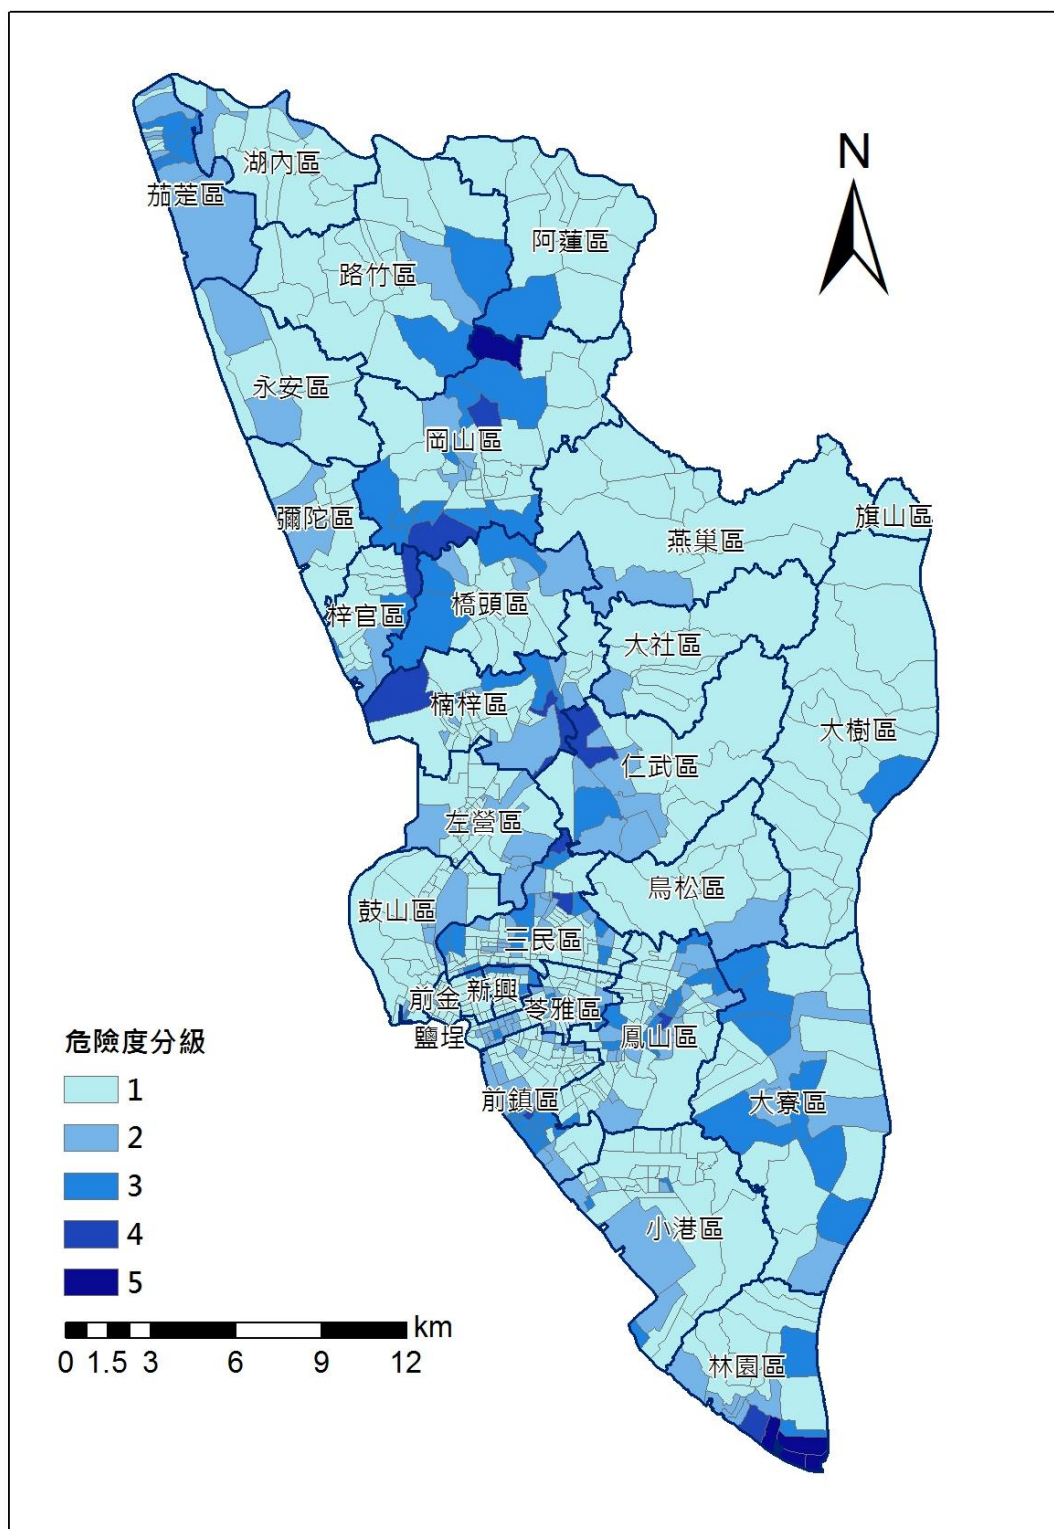 N
湖內區
茄萣區
阿蓮區
路竹區
永安區
岡山區
彌陀區
旗山區
燕巢區
橋頭區
梓官區
大社區
楠梓區
大樹區
仁武區
左營區
鳥松區
鼓山區
三民區
新興
前金
苓雅區
鹽埕
鳳山區
前鎮區
大寮區
小港區
林園區
危險度分級
1
2
3
4
5
km
0 1.5 3 6 9 12